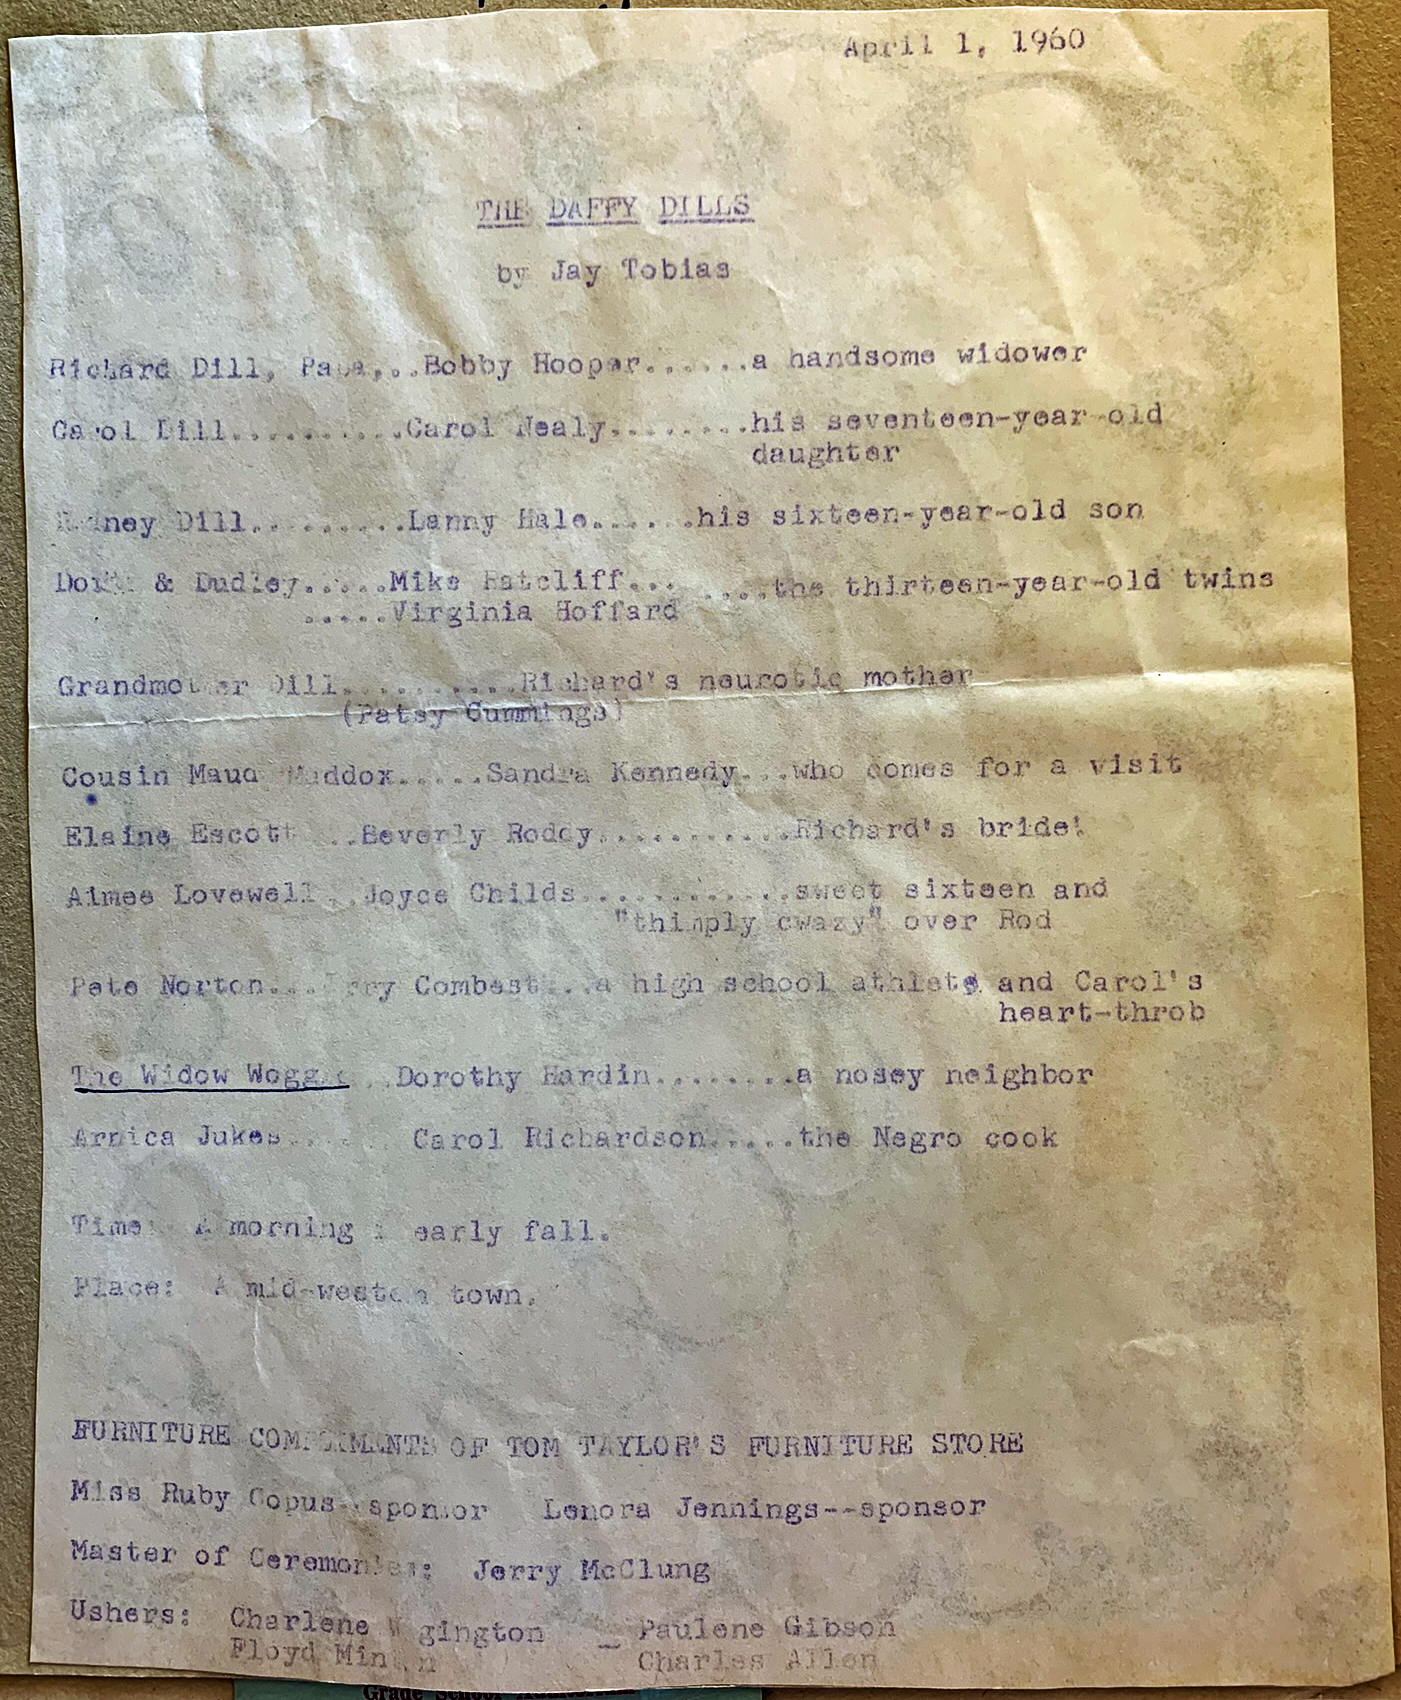 April 1, 1960
THE DAFFY DILLS
by Jay Tobias
Richard Dill, Papa,..Bobby Hooper.......a handsome widower
Carol Dill..........Carol Nealy........his seventeen-year-old
daughter
Dill.........Lanny Hale......his sixteen-year-old son
& Dudley.....Mike Ratcliff... ....the thirteen-year-old twins
.....Virginia Hoffard
Grandmother Dill..........Richard's neurotic mother
(Patsy Cummings)
Cousin Maud Maddox.....Sandra Kennedy...who comes for a visit
Elaine Escott ..Beverly Roddy...........Richard's bride!
Aimee Lovewell ..Joyce Childs............sweet sixteen and
"thimply cwazy" over Rod
Pete Norton... Combest...a high school athlete and Carol's
heart-throb
The Widow ..Dorothy Hardin........a nosey neighbor
Arnica Jukes.... Carol Richardson.....the Negro cook
Time: A morning early fall.
Place: A mid-western town.
FURNITURE COMPLIMENTS OF TOM TAYLOR'S FURNITURE STORE
Miss Ruby Copus--sponsor Lenora Jennings--sponsor
Master of Ceremonies: Jerry McClung
Ushers: Charlene Paulene Gibson
Floyd Charles Allen